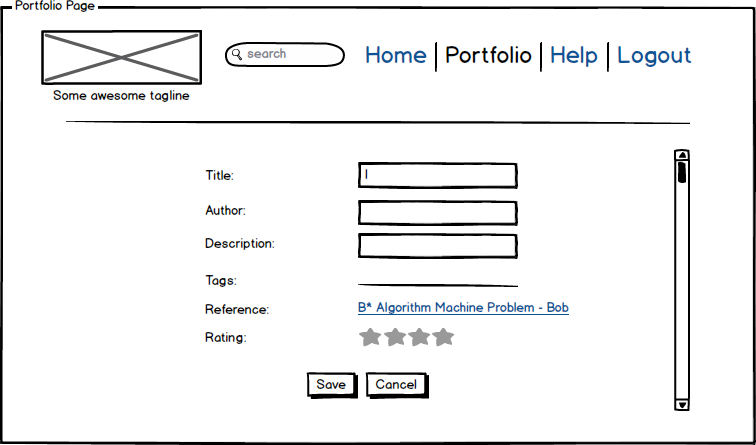 Portfolio Page
search
Home | Portfolio | Help | Logout
Some awesome tagline
Title:
Author:
Description:
Tags:
Reference: B* Algorithm Machine Problem - Bob
Rating:
Save Cancel